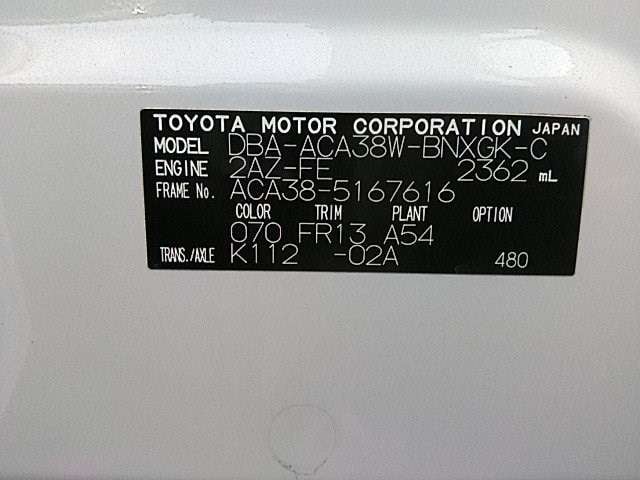 TOYOTA MOTOR CORPORATION JAPAN
MODEL DBA-ACA38W-BNXGK-C
ENGINE 2AZ-FE 2362 mL
FRAME No. ACA38-5167616
COLOR TRIM PLANT OPTION
070 FR13 A54
TRANS./AXLE K112 -02A 480